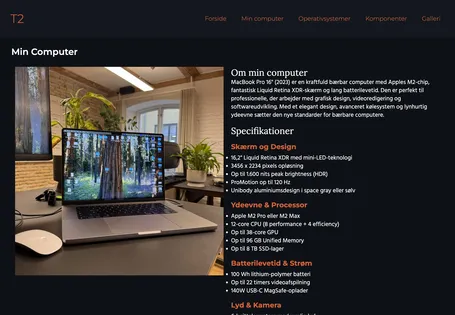 T2
Forside Min computer Operativsystemer Komponenter Galleri
Min Computer
Om min computer
MacBook Pro 16" (2023) er en kraftfuld bærbar computer med Apples M2-chip,
fantastisk Liquid Retina XDR-skærm og lang batterilevetid. Den er perfekt til
professionelle, der arbejder med grafisk design, videoredigering og
softwareudvikling. Med et elegant design, avanceret kølesystem og lynhurtig
ydeevne sætter den nye standarder for bærbare computere.
Specifikationer
Skærm og Design
16,2" Liquid Retina XDR med mini-LED-teknologi
3456 x 2234 pixels opløsning
Op til 1.600 nits peak brightness (HDR)
ProMotion op til 120 Hz
Unibody aluminiumsdesign i space gray eller sølv
Ydeevne & Processor
Apple M2 Pro eller M2 Max
12-core CPU (8 performance + 4 efficiency)
Op til 38-core GPU
Op til 96 GB Unified Memory
Op til 8 TB SSD-lager
Batterilevetid & Strøm
100 Wh lithium-polymer batteri
Op til 22 timers videoafspilning
140W USB-C MagSafe-oplader
Lyd & Kamera